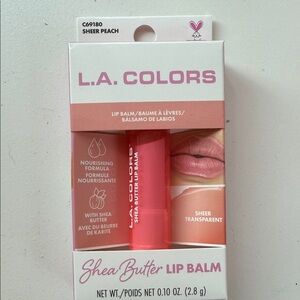 C69180
SHEER PEACH
L.A. COLORS
LIP BALM/BAUME À LÈVRES/
BÁLSAMO DE LABIOS
NOURISHING
FORMULA
FORMULE
NOURRISSANTE
WITH SHEA
BUTTER
AVEC DU BEURRE
DE KARITÉ
L.A. COLORS
SHEA BUTTER LIP BALM
SHEER
TRANSPARENT
Shea Butter LIP BALM
NET WT./POIDS NET 0.10 OZ. (2.8 g)